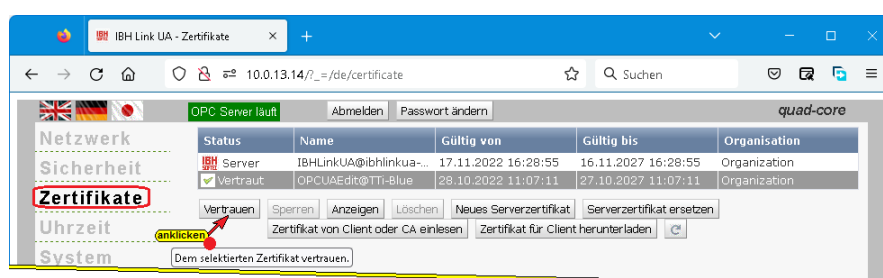 IBH Link UA - Zertifikate
10.0.13.14/?_=/de/certificate
Suchen
OPC Server läuft Abmelden Passwort ändern quad-core
Netzwerk
Sicherheit
Zertifikate
Uhrzeit
System
Status Name Gültig von Gültig bis Organisation
IBH Server IBHLinkUA@ibhlinkua-... 17.11.2022 16:28:55 16.11.2027 16:28:55 Organization
Vertraut OPCUAEdit@TTi-Blue 28.10.2022 11:07:11 27.10.2027 11:07:11 Organization
Vertrauen Sperren Anzeigen Löschen Neues Serverzertifikat Serverzertifikat ersetzen
anklicken Zertifikat von Client oder CA einlesen Zertifikat für Client herunterladen
Dem selektierten Zertifikat vertrauen.